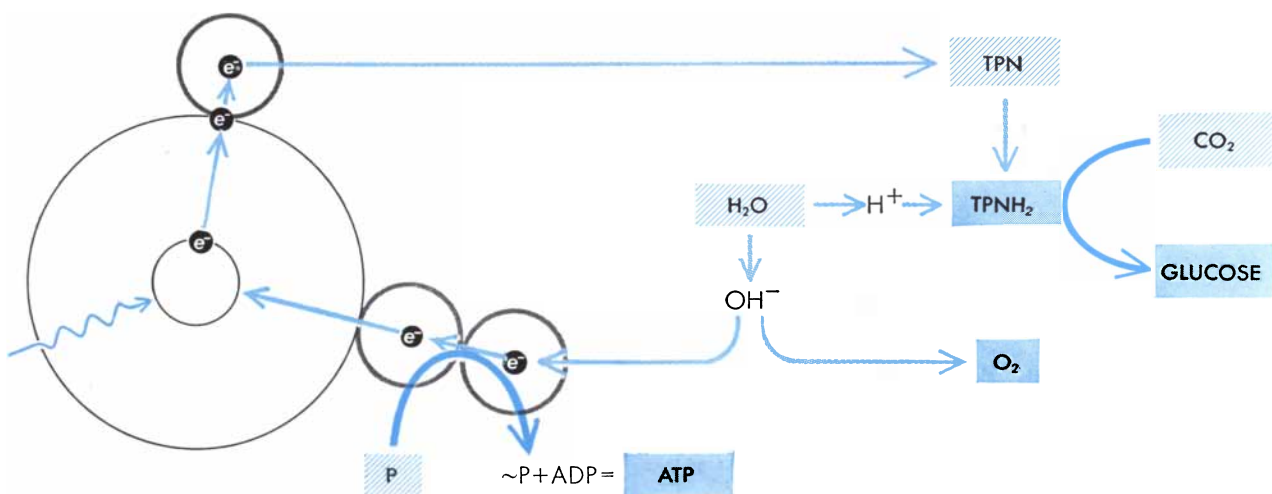 e⁻
TPN
e⁻
CO₂
H₂O
H⁺
TPNH₂
e⁻
GLUCOSE
OH⁻
e⁻
e⁻
O₂
P
~P+ADP=
ATP